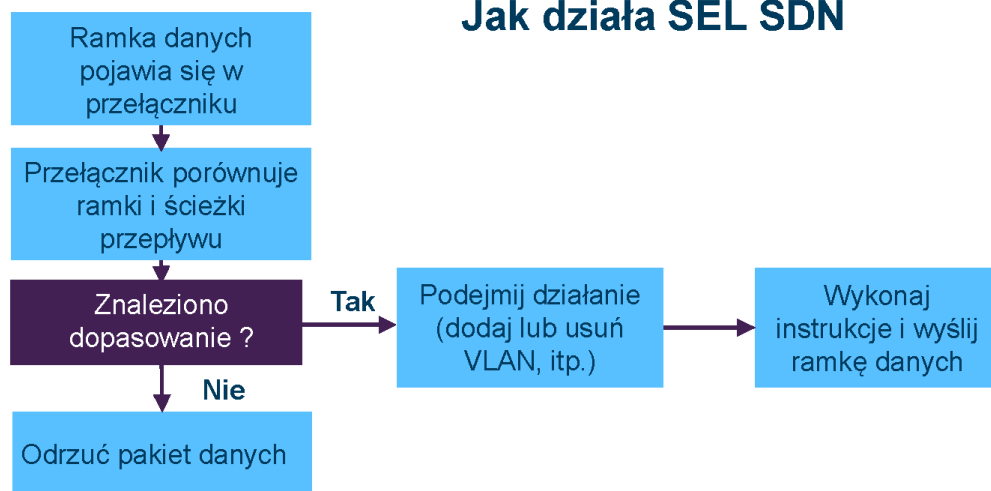 Jak działa SEL SDN
Ramka danych
pojawia się w
przełączniku
Przełącznik porównuje
ramki i ścieżki
przepływu
Znaleziono
dopasowanie ?
Tak
Podejmij działanie
(dodaj lub usuń
VLAN, itp.)
Wykonaj
instrukcje i wyślij
ramkę danych
Nie
Odrzuć pakiet danych